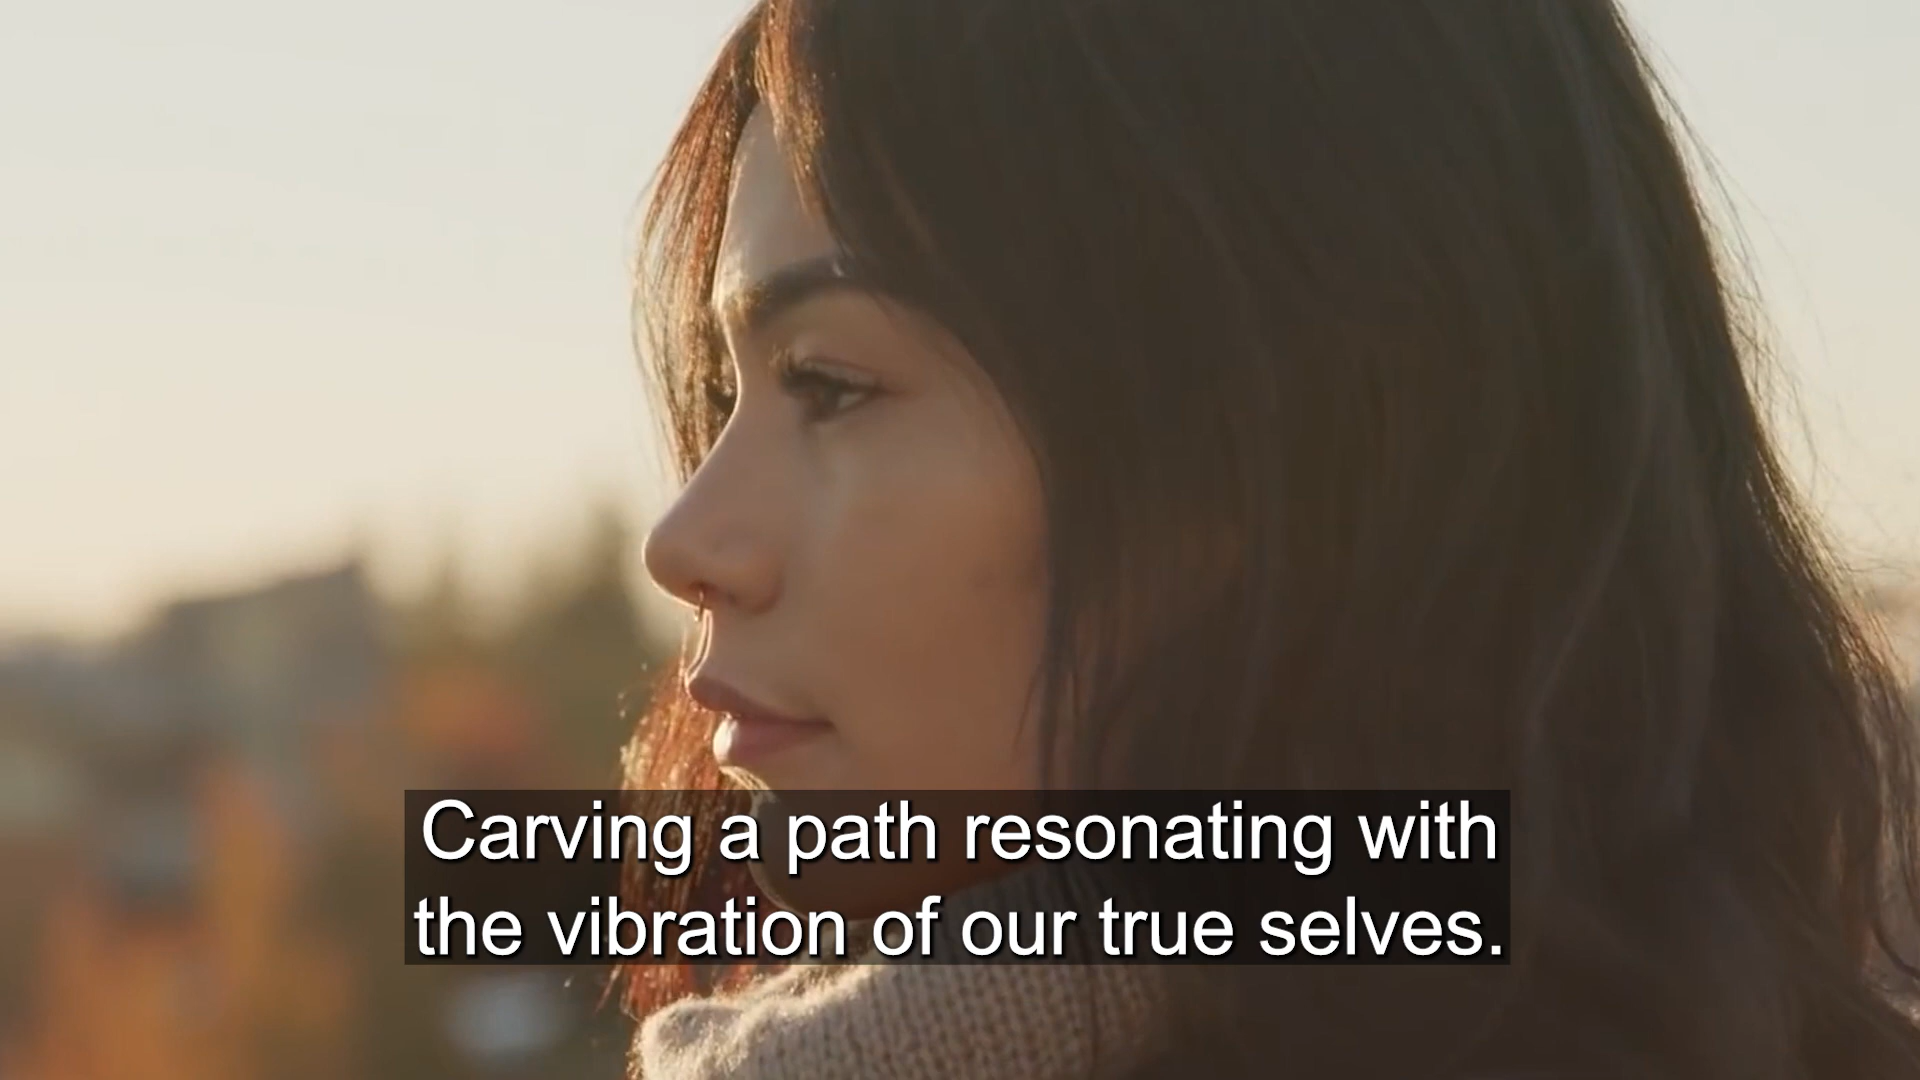 Carving a path resonating with
the vibration of our true selves.